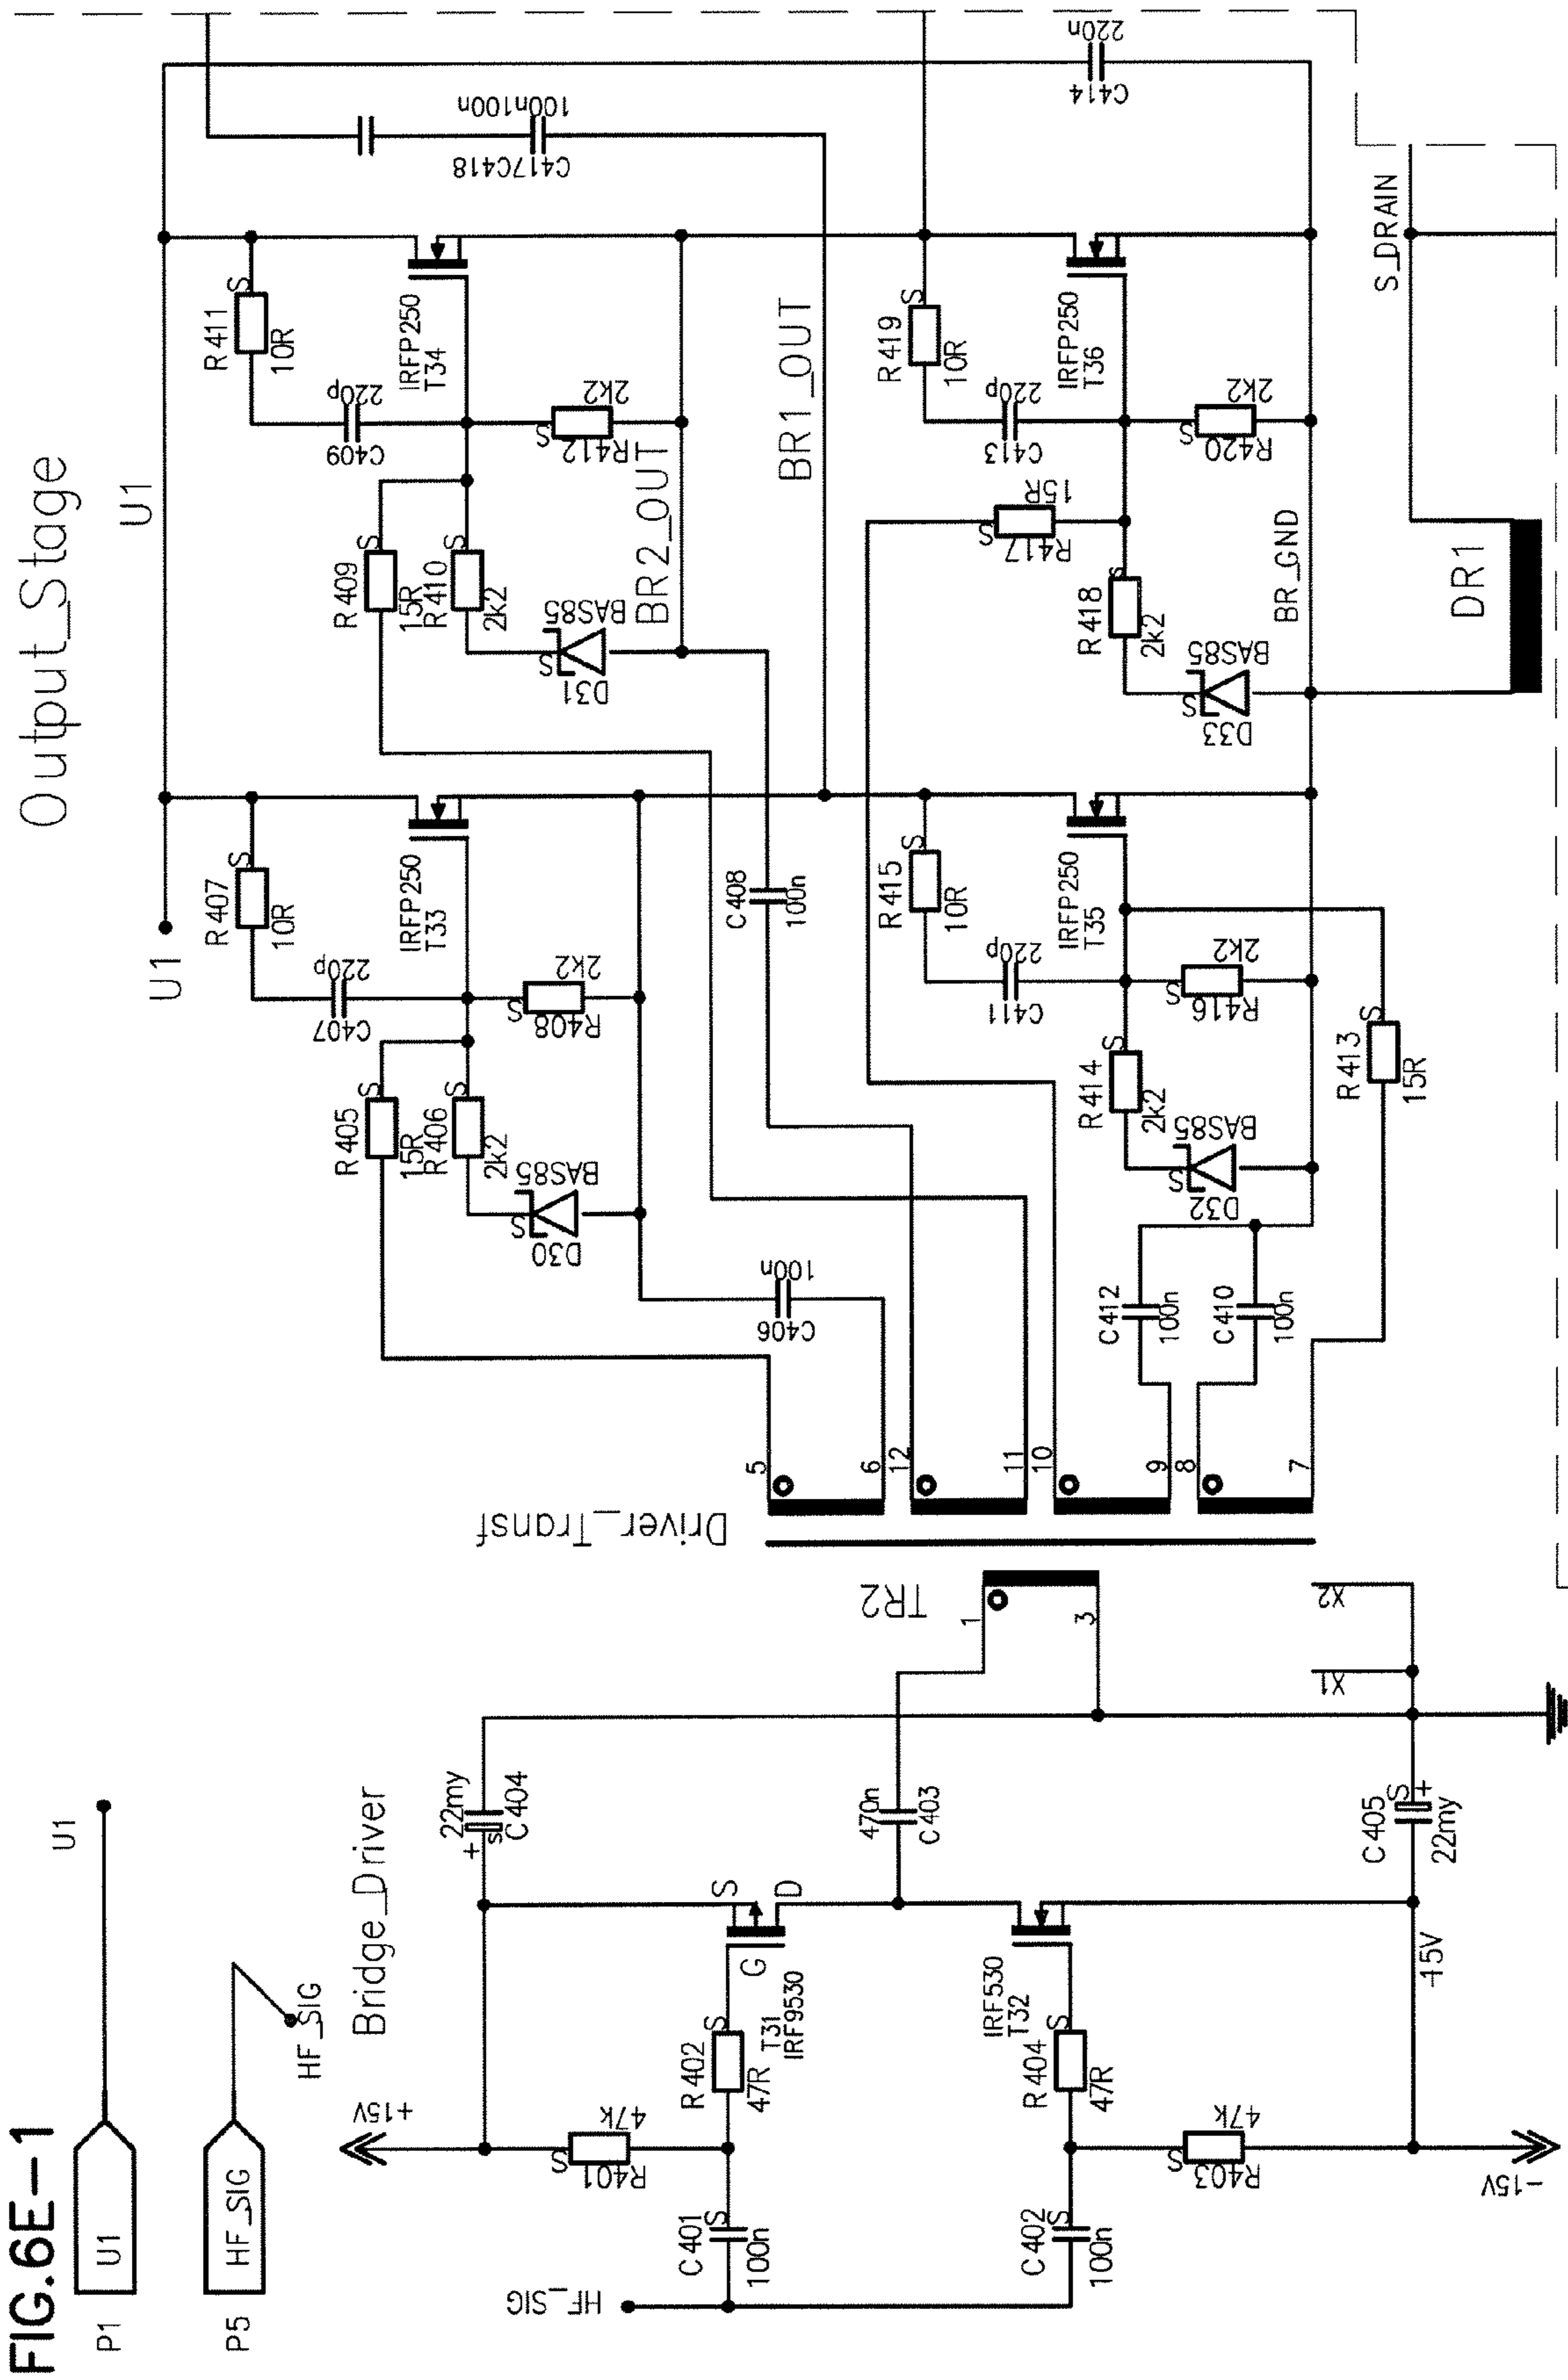 FIG.6E-1
P1
U1
U1
P5
HF_SIG
HF_SIG
Output_Stage
U1
U1
Bridge_Driver
+15V
22my
+
S
C404
47k
S
R401
HF_SIG
C401
S
100n
R402
S
47R
T31
IRF9530
G
S
D
470n
C403
C402
S
100n
R404
S
47R
IRF530
T32
47k
S
R403
-15V
-15V
C405
S
+
22my
X1
X2
TR2
1
3
Driver_Transf
5
6
12
11
10
9
8
7
R407
S
10R
220p
C407
IRFP250
T33
R405
S
15R
R406
S
2k2
2k2
S
R408
BAS85
S
D30
100n
C406
C408
100n
R411
S
10R
220p
C409
IRFP250
T34
R409
S
15R
R410
S
2k2
2k2
S
R412
BAS85
S
D31
BR2_OUT
BR1_OUT
100n100n
C417C418
220n
C414
R415
S
10R
220p
C411
IRFP250
T35
R414
S
2k2
2k2
S
R416
BAS85
S
D32
R413
S
15R
C412
100n
C410
100n
R419
S
10R
220p
C413
IRFP250
T36
15R
S
R417
R418
S
2k2
2k2
S
R420
BAS85
S
D33
BR_GND
S_DRAIN
DR1